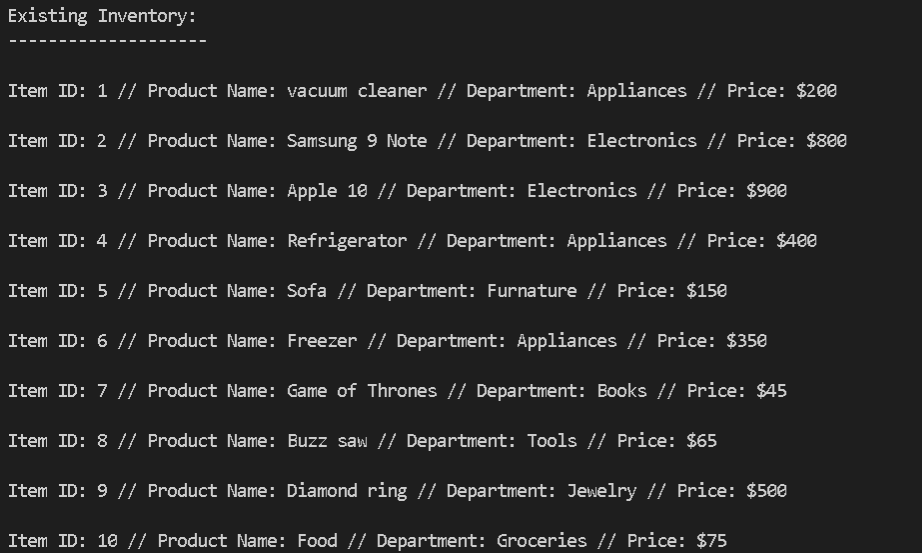 Existing Inventory:
--------------------
Item ID: 1 // Product Name: vacuum cleaner // Department: Appliances // Price: $200
Item ID: 2 // Product Name: Samsung 9 Note // Department: Electronics // Price: $800
Item ID: 3 // Product Name: Apple 10 // Department: Electronics // Price: $900
Item ID: 4 // Product Name: Refrigerator // Department: Appliances // Price: $400
Item ID: 5 // Product Name: Sofa // Department: Furnature // Price: $150
Item ID: 6 // Product Name: Freezer // Department: Appliances // Price: $350
Item ID: 7 // Product Name: Game of Thrones // Department: Books // Price: $45
Item ID: 8 // Product Name: Buzz saw // Department: Tools // Price: $65
Item ID: 9 // Product Name: Diamond ring // Department: Jewelry // Price: $500
Item ID: 10 // Product Name: Food // Department: Groceries // Price: $75